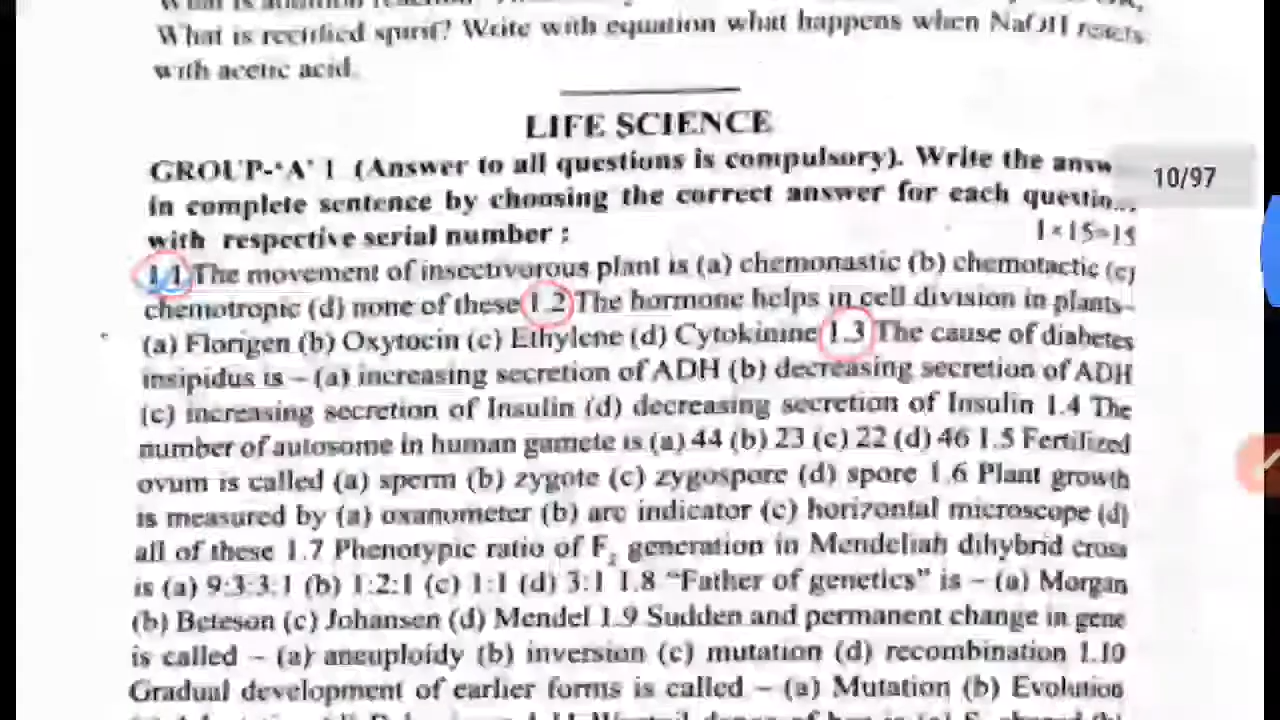 What is rectified spirit? Write with equation what happens when NaOH reacts
with acetic acid.
LIFE SCIENCE
GROUP-'A' 1 (Answer to all questions is compulsory). Write the answ
in complete sentence by choosing the correct answer for each questio...
10/97
with respective serial number :
1×15=15
1.1 The movement of insectivorous plant is (a) chemonastic (b) chemotactic (c)
chemotropic (d) none of these 1.2 The hormone helps in cell division in plants-
(a) Florigen (b) Oxytocin (c) Ethylene (d) Cytokinine 1.3 The cause of diabetes
insipidus is – (a) increasing secretion of ADH (b) decreasing secretion of ADH
(c) increasing secretion of Insulin (d) decreasing secretion of Insulin 1.4 The
number of autosome in human gamete is (a) 44 (b) 23 (c) 22 (d) 46 1.5 Fertilized
ovum is called (a) sperm (b) zygote (c) zygospore (d) spore 1.6 Plant growth
is measured by (a) oxanometer (b) arc indicator (c) horizontal microscope (d)
all of these 1.7 Phenotypic ratio of F₂ generation in Mendeliah dihybrid cross
is (a) 9:3:3:1 (b) 1:2:1 (c) 1:1 (d) 3:1 1.8 "Father of genetics" is – (a) Morgan
(b) Beteson (c) Johansen (d) Mendel 1.9 Sudden and permanent change in gene
is called – (a) aneuploidy (b) inversion (c) mutation (d) recombination 1.10
Gradual development of earlier forms is called – (a) Mutation (b) Evolution